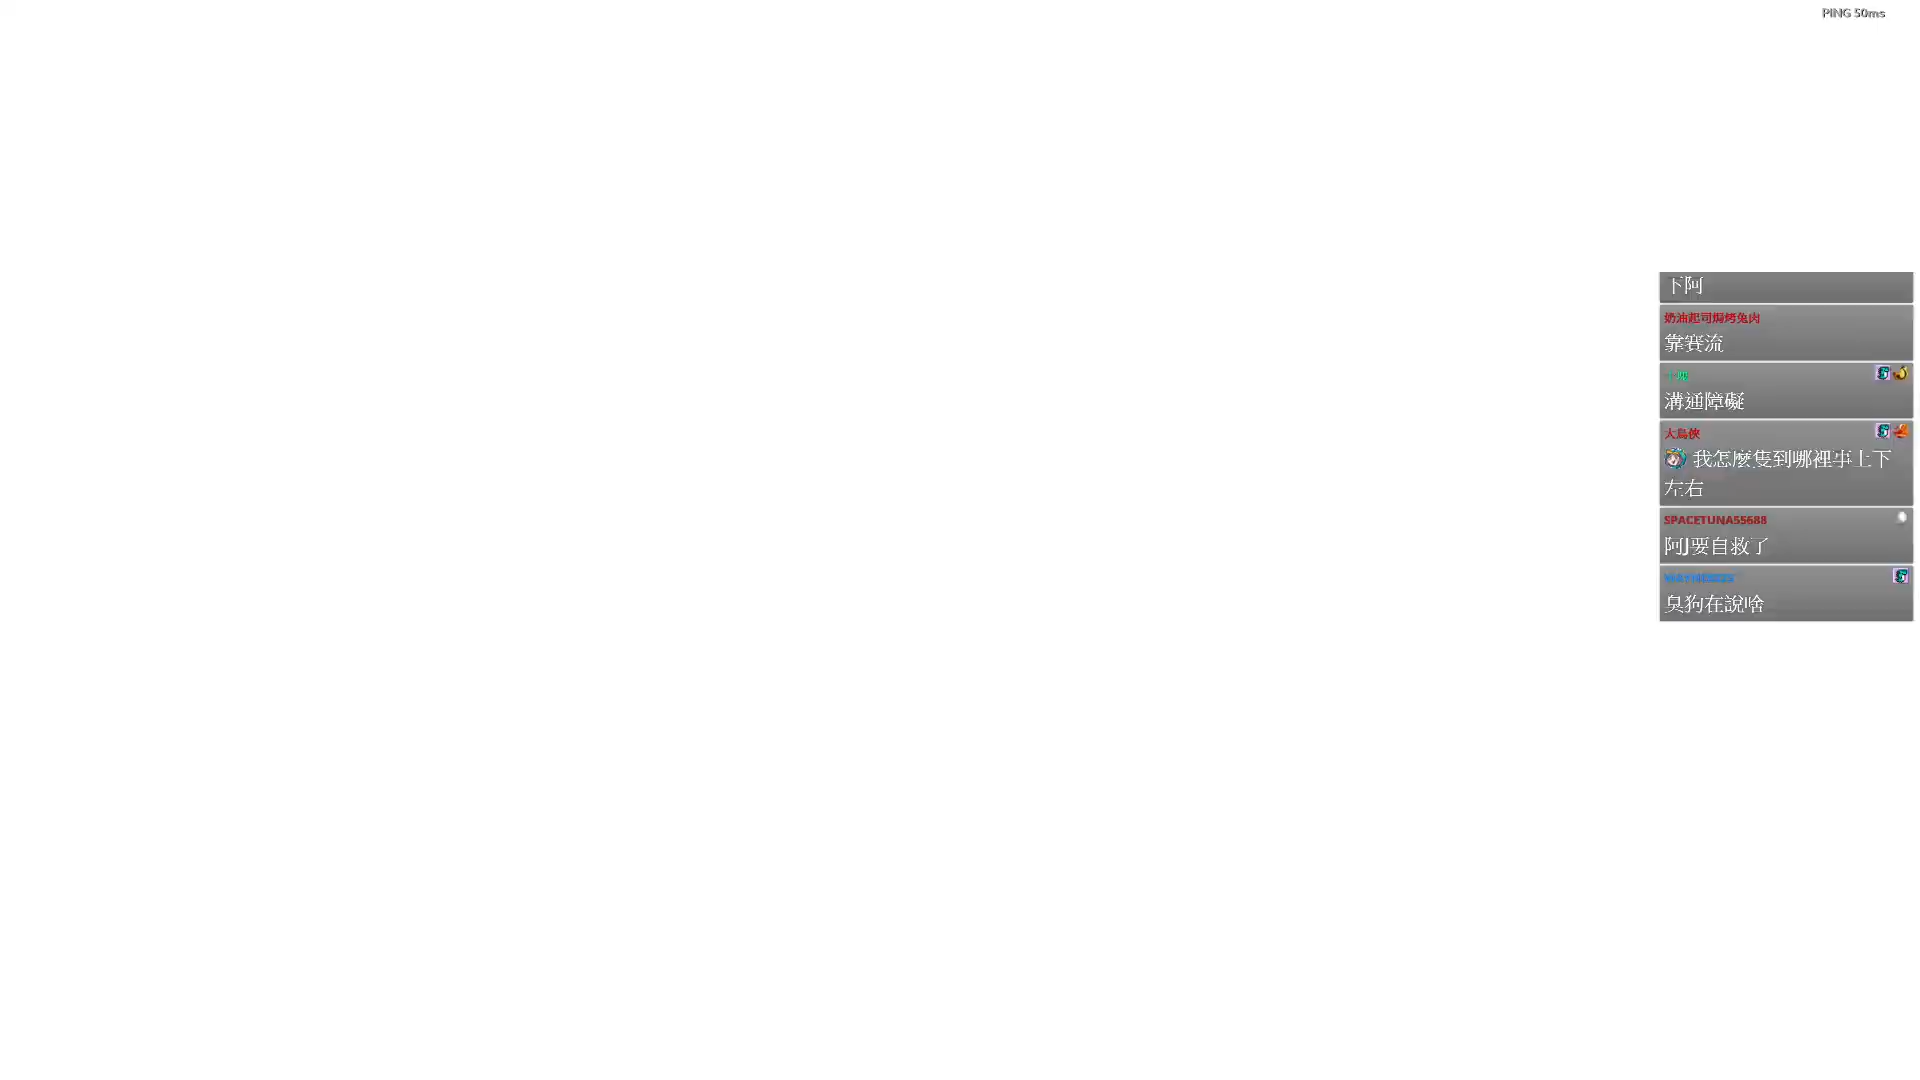 PING 50ms
下阿
奶油起司焗烤兔肉
靠賽流
溝通障礙
大鳥俠
我怎麼隻到哪裡事上下
左右
SPACETUNA55688
阿J要自救了
臭狗在說啥